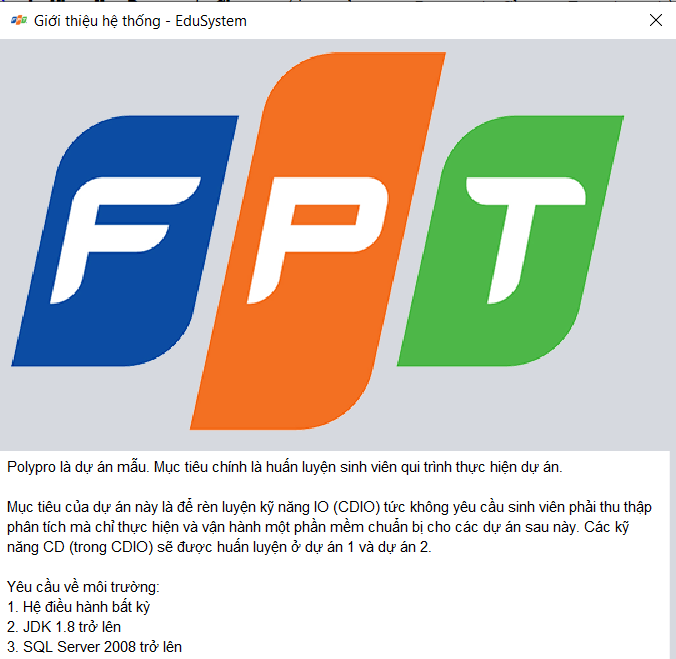 Giới thiệu hệ thống - EduSystem
FPT
Polypro là dự án mẫu. Mục tiêu chính là huấn luyện sinh viên qui trình thực hiện dự án.
Mục tiêu của dự án này là để rèn luyện kỹ năng IO (CDIO) tức không yêu cầu sinh viên phải thu thập
phân tích mà chỉ thực hiện và vận hành một phần mềm chuẩn bị cho các dự án sau này. Các kỹ
năng CD (trong CDIO) sẽ được huấn luyện ở dự án 1 và dự án 2.
Yêu cầu về môi trường:
1. Hệ điều hành bất kỳ
2. JDK 1.8 trở lên
3. SQL Server 2008 trở lên